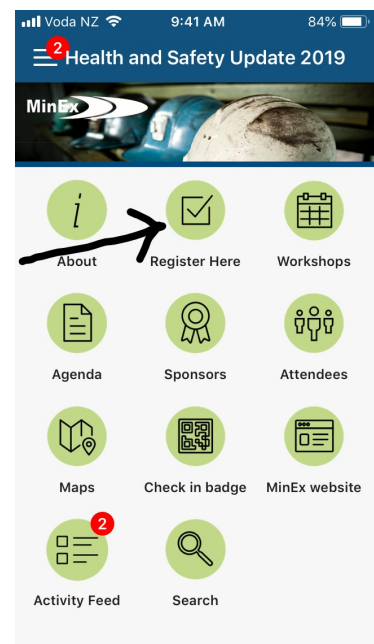 Voda NZ 9:41 AM 84%
2
Health and Safety Update 2019
MinEx
i
About Register Here Workshops
Agenda Sponsors Attendees
Maps Check in badge MinEx website
2
Activity Feed Search